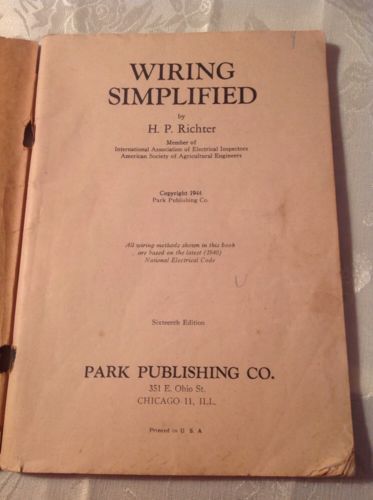 WIRING
SIMPLIFIED
by
H. P. Richter
Member of
International Association of Electrical Inspectors
American Society of Agricultural Engineers
Copyright 1944
Park Publishing Co.
All wiring methods shown in this book
are based on the latest (1940)
National Electrical Code
Sixteenth Edition
PARK PUBLISHING CO.
351 E. Ohio St.
CHICAGO 11, ILL.
Printed in U. S. A